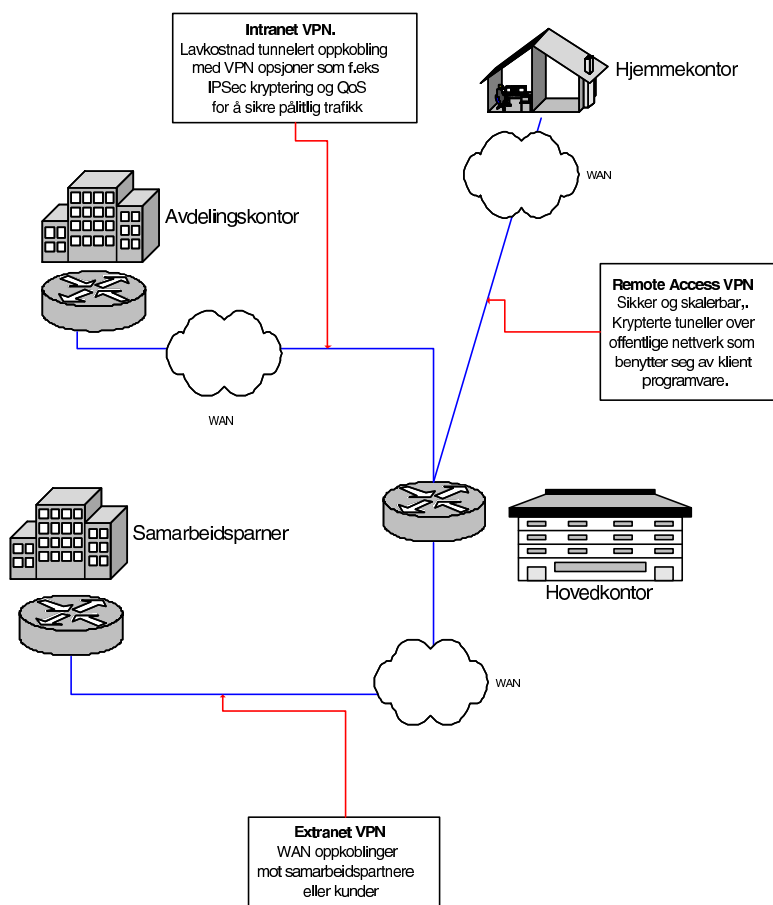 Intranet VPN.
Lavkostnad tunnelert oppkobling
med VPN opsjoner som f.eks
IPSec kryptering og QoS
for å sikre pålitlig trafikk
Hjemmekontor
WAN
Avdelingskontor
Remote Access VPN
Sikker og skalerbar,.
Krypterte tuneller over
offentlige nettverk som
benytter seg av klient
programvare.
WAN
Samarbeidsparner
Hovedkontor
WAN
Extranet VPN
WAN oppkoblinger
mot samarbeidspartnere
eller kunder